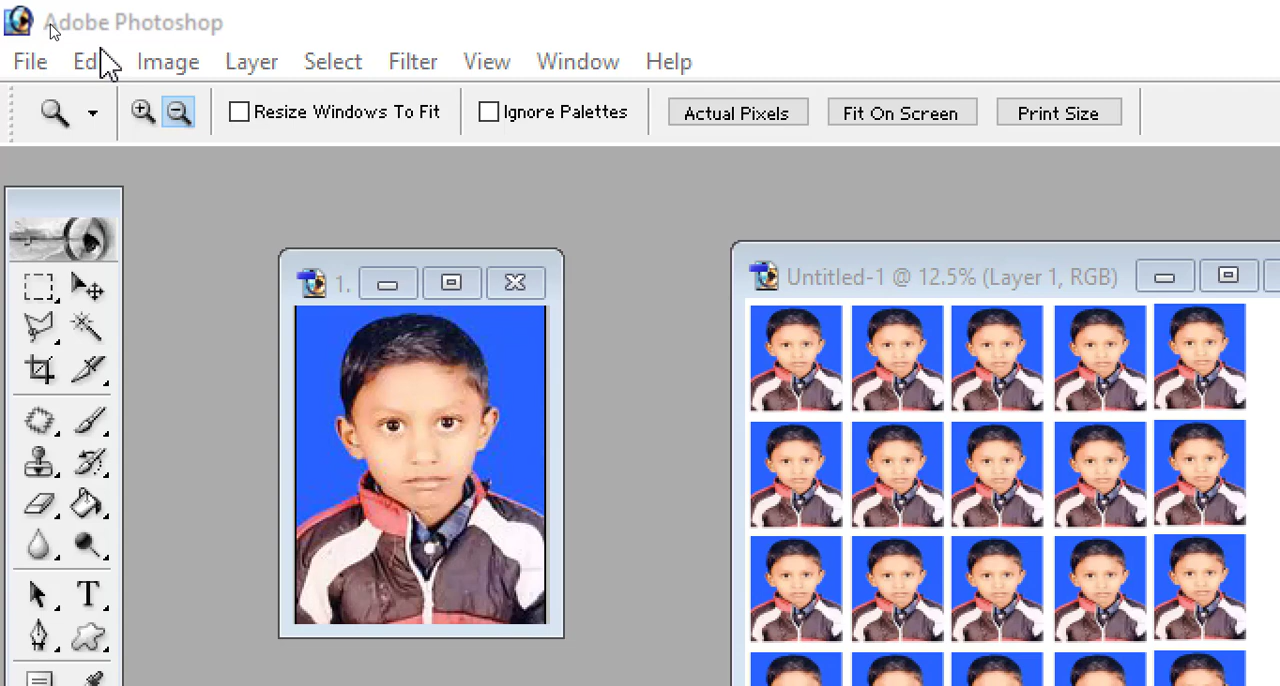 Adobe Photoshop
File Ed Image Layer Select Filter View Window Help
Resize Windows To Fit Ignore Palettes Actual Pixels Fit On Screen Print Size
1. Untitled-1 @ 12.5% (Layer 1, RGB)
T